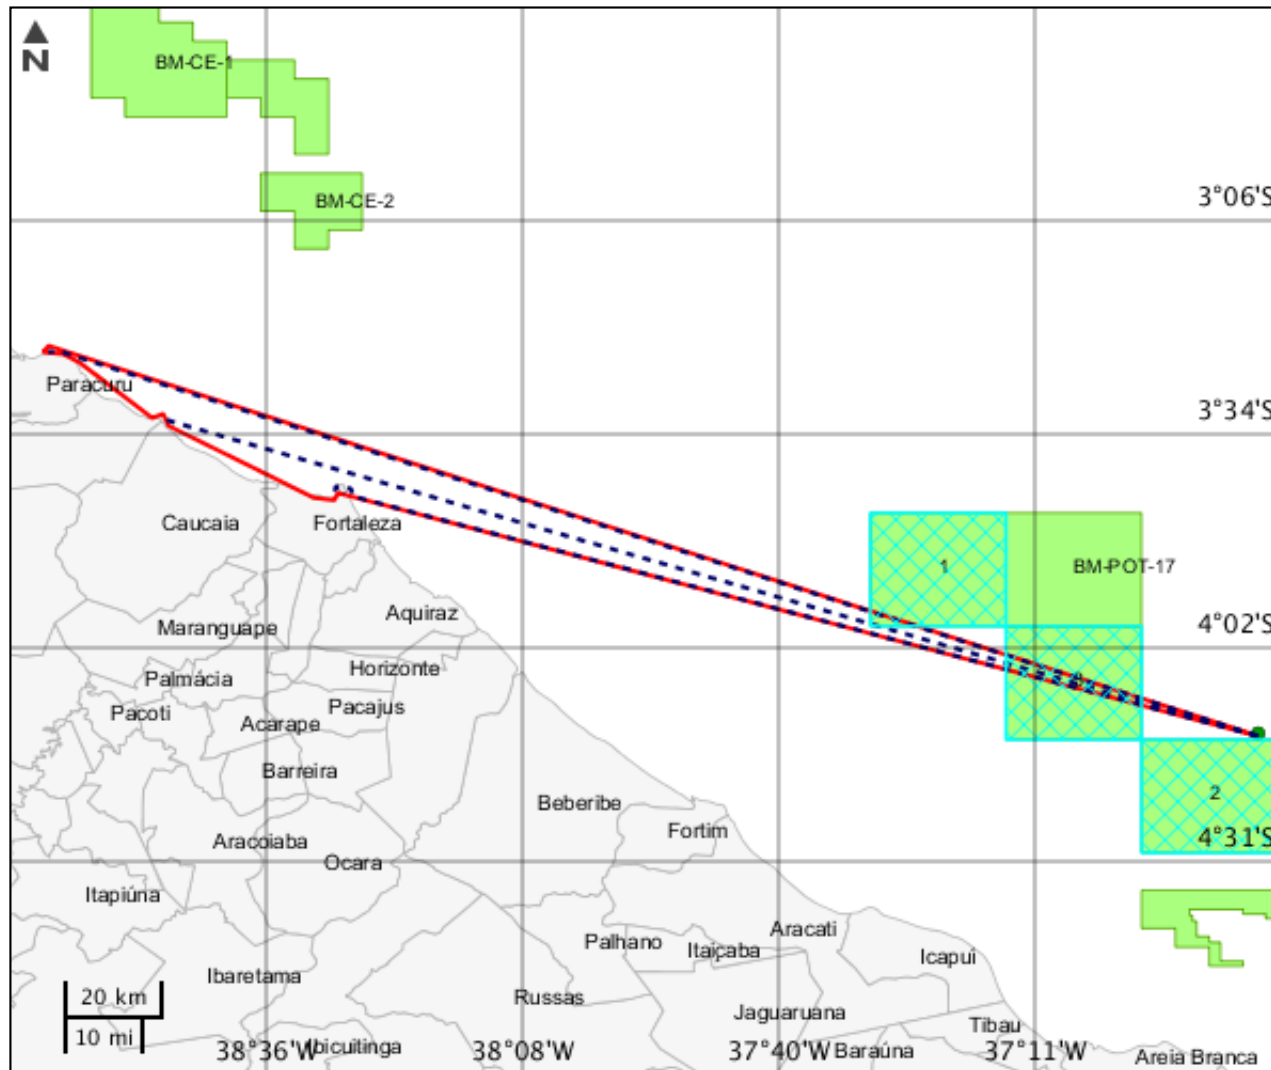 N
BM-CE-1
BM-CE-2
3°06'S
Paracuru
3°34'S
Caucaia
Fortaleza
1
BM-POT-17
Aquiraz
Maranguape
4°02'S
Horizonte
Palmácia
Pacajus
Pacoti
Acarape
Barreira
2
Beberibe
Fortim
4°31'S
Aracoiaba
Ocara
Itapiúna
Aracati
Palhano
Itaiçaba
Icapuí
Ibaretama
20 km
Russas
Jaguaruana
10 mi
Tibau
38°36'W
Ibicuitinga
38°08'W
37°40'W
Baraúna
37°11'W
Areia Branca